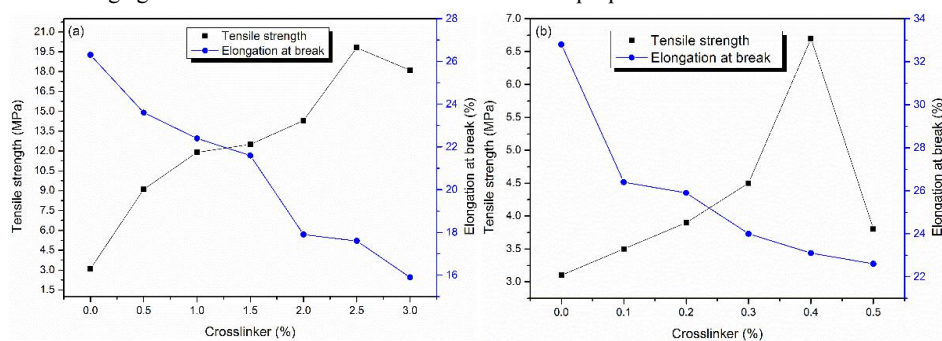 (a)
Tensile strength
Elongation at break
Tensile strength (MPa)
21.0
19.5
18.0
16.5
15.0
13.5
12.0
10.5
9.0
7.5
6.0
4.5
3.0
1.5
0.0 0.5 1.0 1.5 2.0 2.5 3.0
Crosslinker (%)
28
26
24
22
20
18
16
Elongation at break (%)
(b)
Tensile strength
Elongation at break
Tensile strength (MPa)
7.0
6.5
6.0
5.5
5.0
4.5
4.0
3.5
3.0
0.0 0.1 0.2 0.3 0.4 0.5
Crosslinker (%)
34
32
30
28
26
24
22
Elongation at break (%)